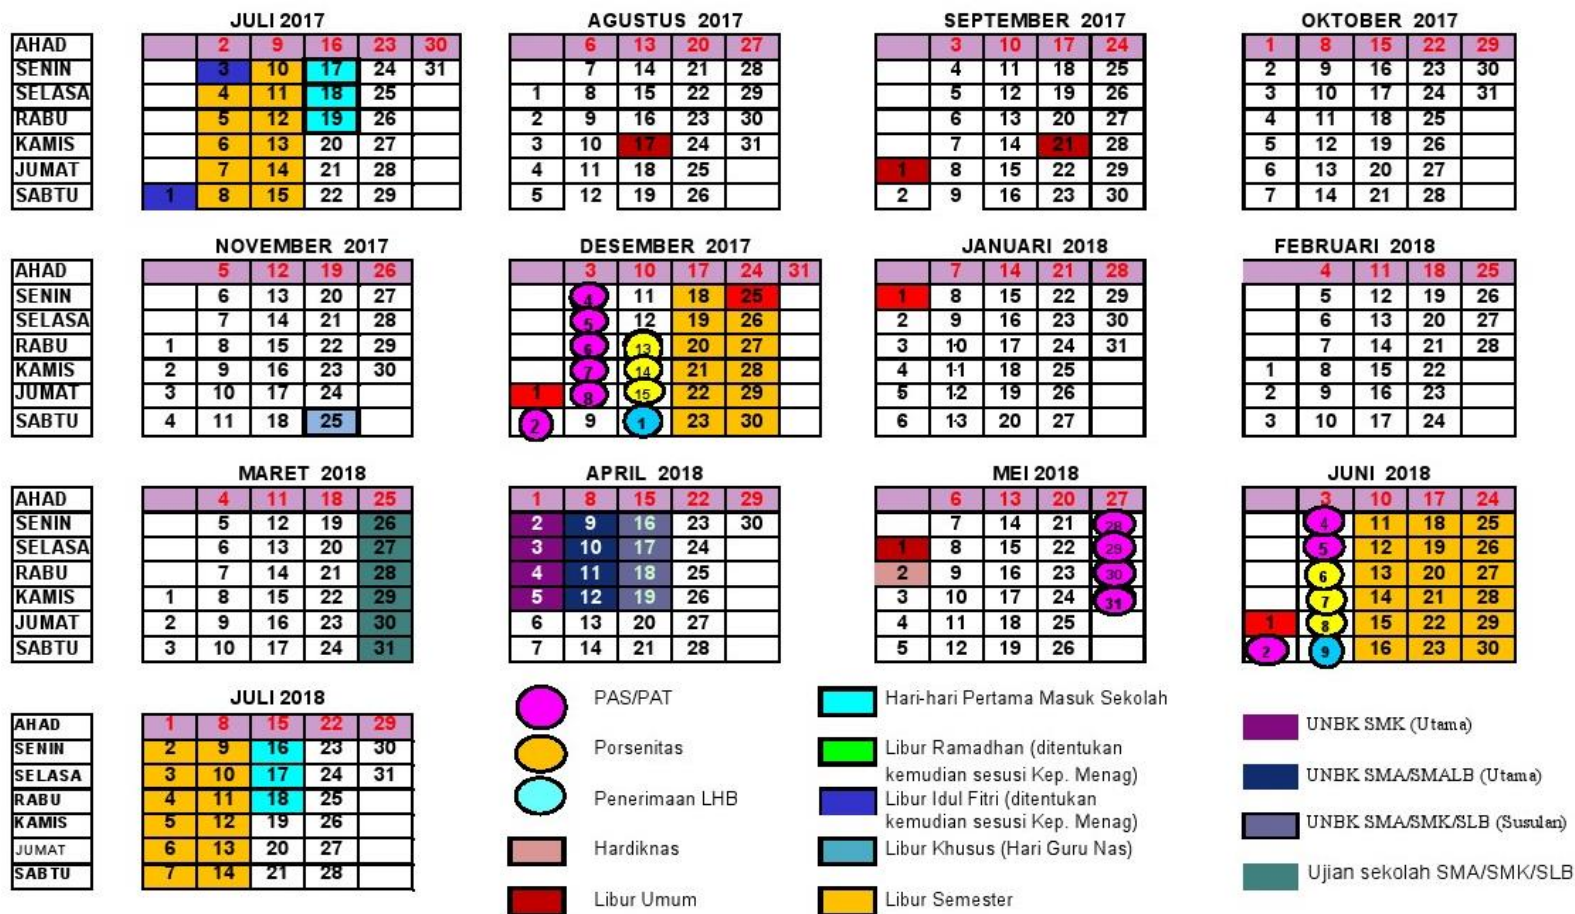 JULI 2017 AGUSTUS 2017 SEPTEMBER 2017 OKTOBER 2017
AHAD 2 9 16 23 30 6 13 20 27 3 10 17 24 1 8 15 22 29
SENIN 3 10 17 24 31 7 14 21 28 4 11 18 25 2 9 16 23 30
SELASA 4 11 18 25 1 8 15 22 29 5 12 19 26 3 10 17 24 31
RABU 5 12 19 26 2 9 16 23 30 6 13 20 27 4 11 18 25
KAMIS 6 13 20 27 3 10 17 24 31 7 14 21 28 5 12 19 26
JUMAT 7 14 21 28 4 11 18 25 1 8 15 22 29 6 13 20 27
SABTU 1 8 15 22 29 5 12 19 26 2 9 16 23 30 7 14 21 28
NOVEMBER 2017 DESEMBER 2017 JANUARI 2018 FEBRUARI 2018
AHAD 5 12 19 26 3 10 17 24 31 7 14 21 28 4 11 18 25
SENIN 6 13 20 27 4 11 18 25 1 8 15 22 29 5 12 19 26
SELASA 7 14 21 28 5 12 19 26 2 9 16 23 30 6 13 20 27
RABU 1 8 15 22 29 6 13 20 27 3 10 17 24 31 7 14 21 28
KAMIS 2 9 16 23 30 7 14 21 28 4 11 18 25 1 8 15 22
JUMAT 3 10 17 24 1 8 15 22 29 5 12 19 26 2 9 16 23
SABTU 4 11 18 25 2 9 1 23 30 6 13 20 27 3 10 17 24
MARET 2018 APRIL 2018 MEI 2018 JUNI 2018
AHAD 4 11 18 25 1 8 15 22 29 6 13 20 27 3 10 17 24
SENIN 5 12 19 26 2 9 16 23 30 7 14 21 28 4 11 18 25
SELASA 6 13 20 27 3 10 17 24 1 8 15 22 29 5 12 19 26
RABU 7 14 21 28 4 11 18 25 2 9 16 23 30 6 13 20 27
KAMIS 1 8 15 22 29 5 12 19 26 3 10 17 24 31 7 14 21 28
JUMAT 2 9 16 23 30 6 13 20 27 4 11 18 25 1 8 15 22 29
SABTU 3 10 17 24 31 7 14 21 28 5 12 19 26 2 9 16 23 30
JULI 2018
AHAD 1 8 15 22 29
SENIN 2 9 16 23 30
SELASA 3 10 17 24 31
RABU 4 11 18 25
KAMIS 5 12 19 26
JUMAT 6 13 20 27
SABTU 7 14 21 28
PAS/PAT
Porsenitas
Penerimaan LHB
Hardiknas
Libur Umum
Hari-hari Pertama Masuk Sekolah
Libur Ramadhan (ditentukan
kemudian sesusi Kep. Menag)
Libur Idul Fitri (ditentukan
kemudian sesusi Kep. Menag)
Libur Khusus (Hari Guru Nas)
Libur Semester
UNBK SMK (Utama)
UNBK SMA/SMALB (Utama)
UNBK SMA/SMK/SLB (Susulan)
Ujian sekolah SMA/SMK/SLB